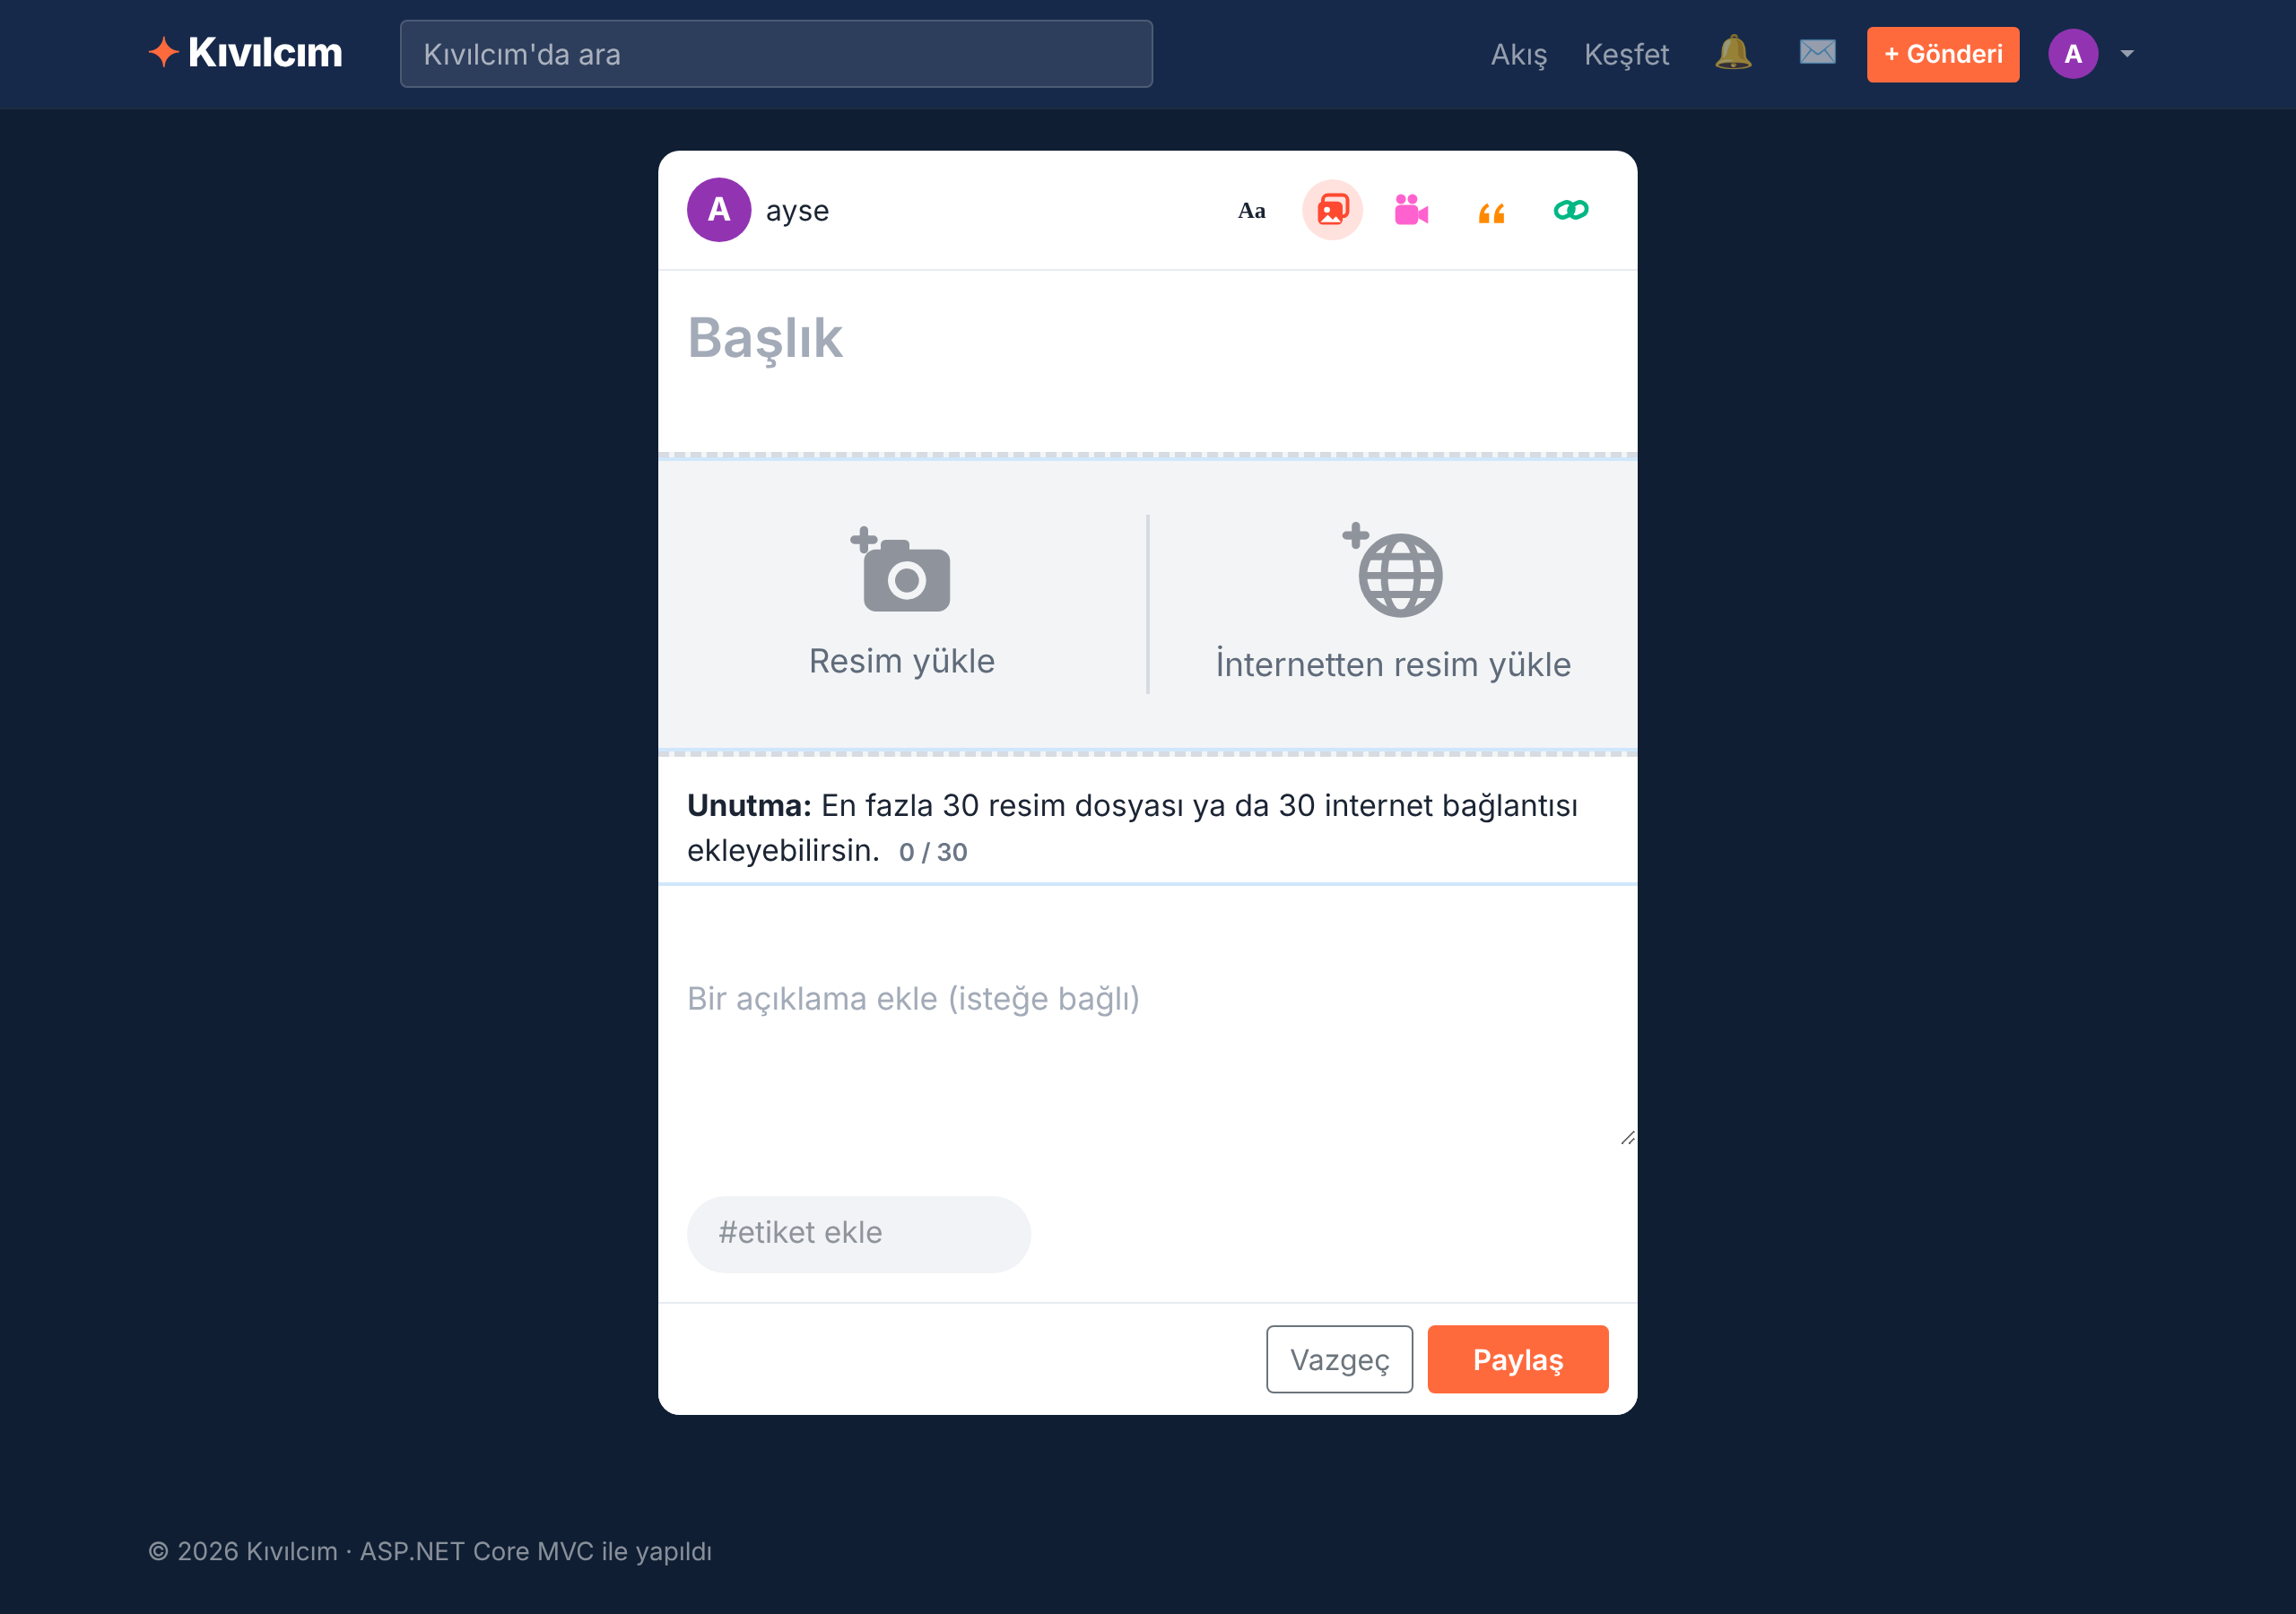 Kıvılcım
Kıvılcım'da ara
Akış
Keşfet
+ Gönderi
A
A
ayse
Aa
Başlık
Resim yükle
İnternetten resim yükle
Unutma: En fazla 30 resim dosyası ya da 30 internet bağlantısı
ekleyebilirsin. 0 / 30
Bir açıklama ekle (isteğe bağlı)
#etiket ekle
Vazgeç
Paylaş
© 2026 Kıvılcım · ASP.NET Core MVC ile yapıldı